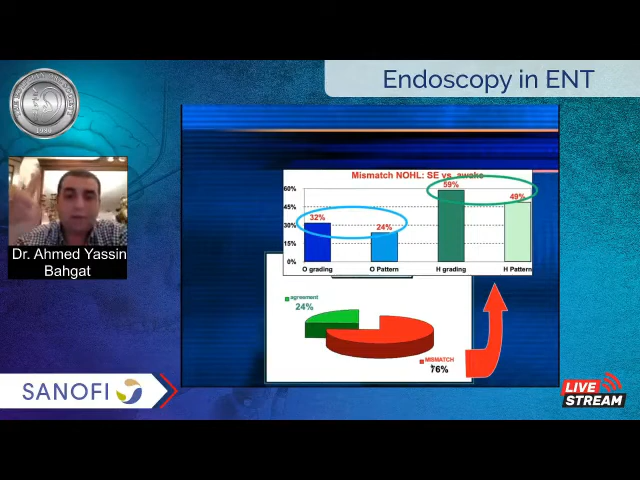 Endoscopy in ENT
1980
Dr. Ahmed Yassin
Bahgat
SANOFI
Mismatch NOHL: SE vs. awake
60%
45%
30%
15%
0%
32%
24%
59%
49%
O grading
O Pattern
H grading
H Pattern
agreement
24%
MISMATCH
76%
LIVE
STREAM